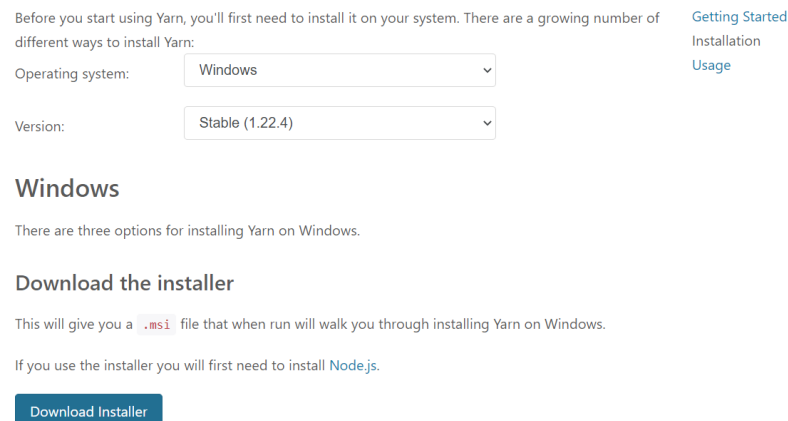 Before you start using Yarn, you'll first need to install it on your system. There are a growing number of
different ways to install Yarn:
Operating system:
Windows
Version:
Stable (1.22.4)
Windows
There are three options for installing Yarn on Windows.
Download the installer
This will give you a .msi file that when run will walk you through installing Yarn on Windows.
If you use the installer you will first need to install Node.js.
Download Installer
Getting Started
Installation
Usage